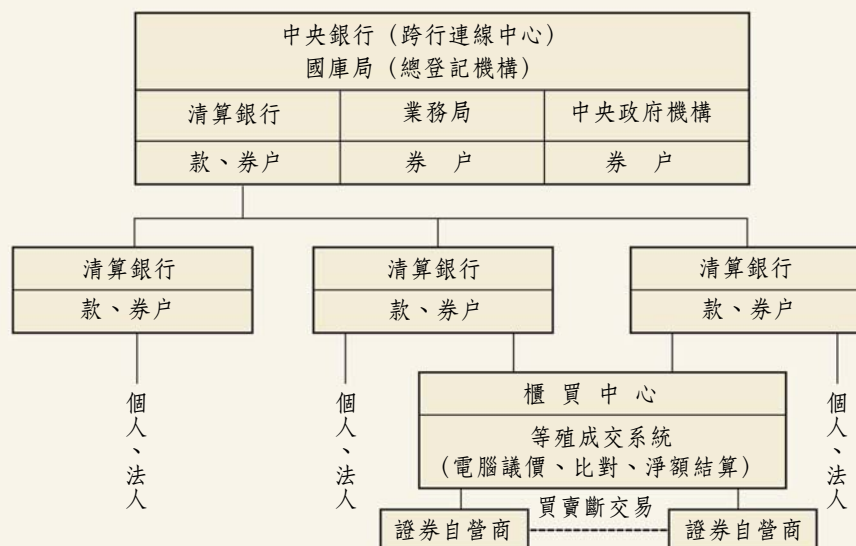 中央銀行（跨行連線中心）
國庫局（總登記機構）
清算銀行
業務局
中央政府機構
款、券户
券　户
券　户
清算銀行
清算銀行
清算銀行
款、券户
款、券户
款、券户
個人、法人
個人、法人
個人、法人
櫃買中心
等殖成交系統
（電腦議價、比對、淨額結算）
買賣斷交易
證券自營商
證券自營商